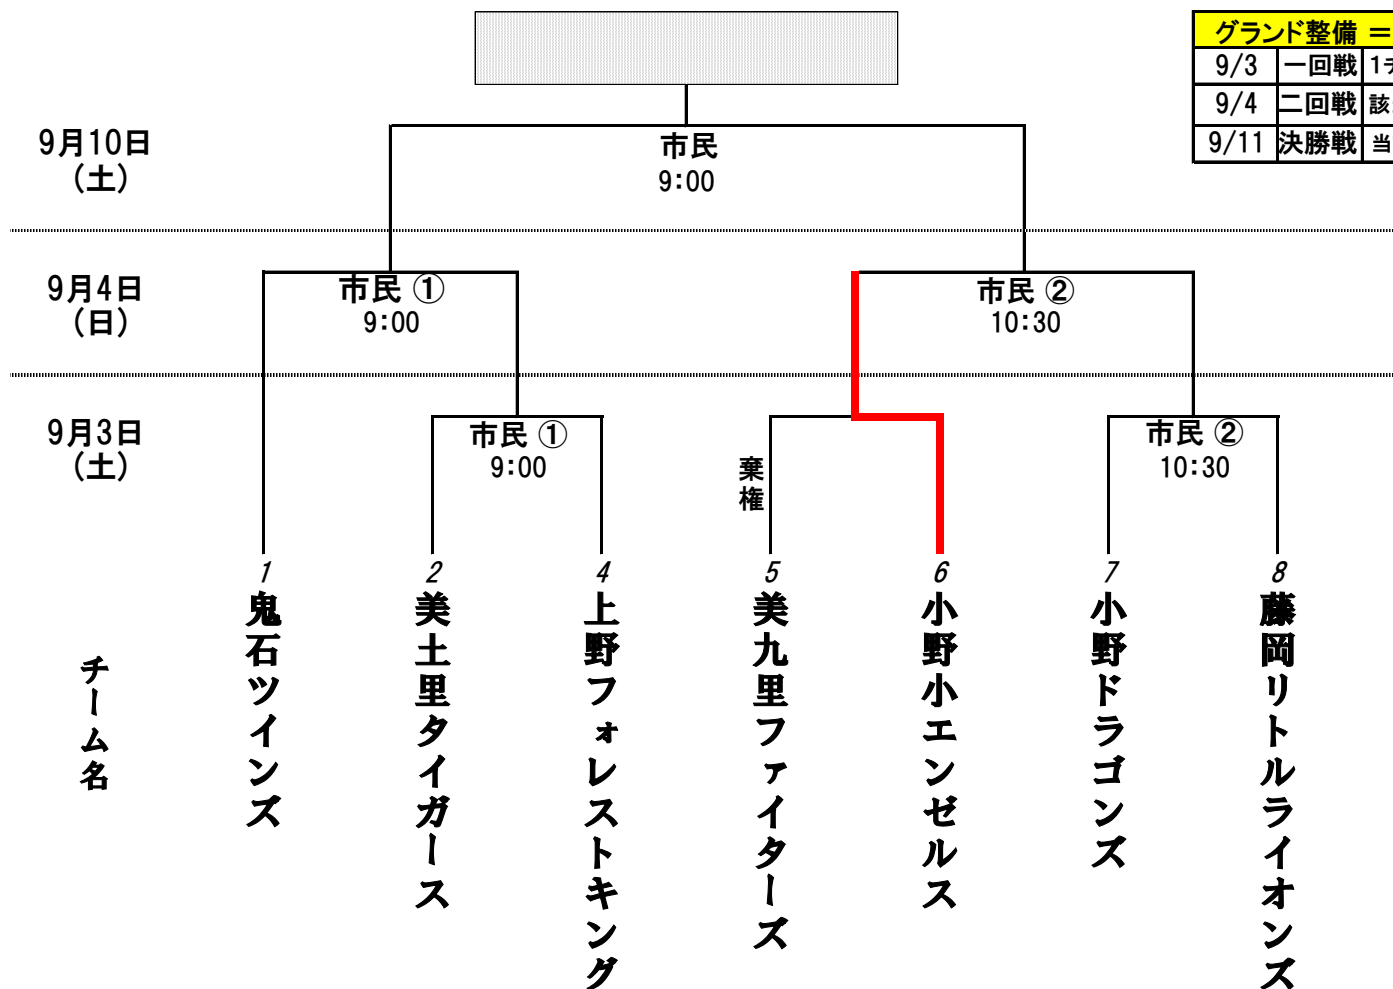 グランド整備 =
9/3 一回戦 1チ
9/4 二回戦 該
9/11 決勝戦 当
9月10日
(土)
市民
9:00
9月4日
(日)
市民 ①
9:00
市民 ②
10:30
9月3日
(土)
市民 ①
9:00
棄権
市民 ②
10:30
チーム名
1
鬼石ツインズ
2
美土里タイガース
4
上野フォレストキング
5
美九里ファイターズ
6
小野小エンゼルス
7
小野ドラゴンズ
8
藤岡リトルライオンズ